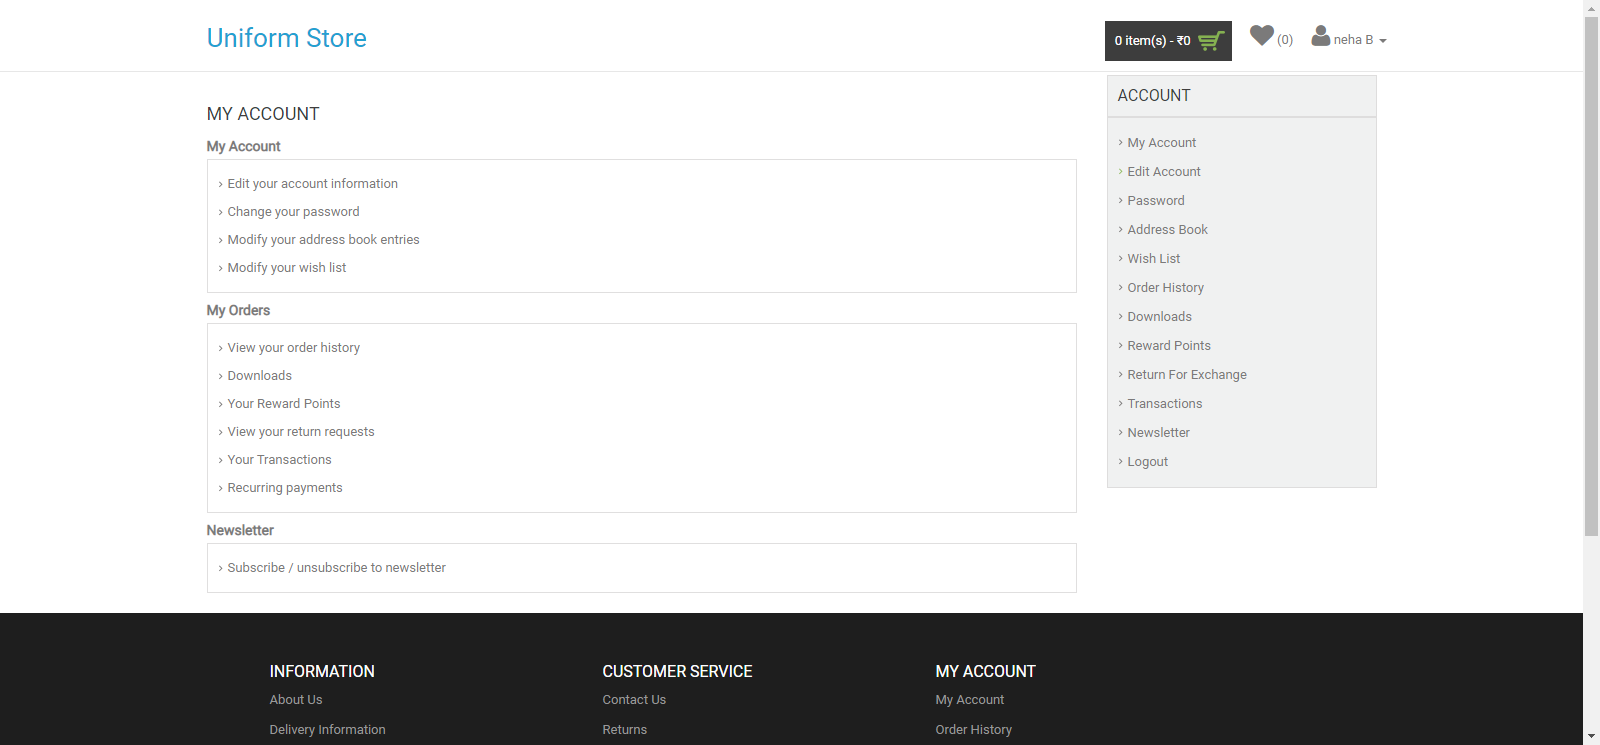 Uniform Store
0 item(s) - ₹0
(0)
neha B
MY ACCOUNT
My Account
Edit your account information
Change your password
Modify your address book entries
Modify your wish list
My Orders
View your order history
Downloads
Your Reward Points
View your return requests
Your Transactions
Recurring payments
Newsletter
Subscribe / unsubscribe to newsletter
ACCOUNT
My Account
Edit Account
Password
Address Book
Wish List
Order History
Downloads
Reward Points
Return For Exchange
Transactions
Newsletter
Logout
INFORMATION
About Us
Delivery Information
CUSTOMER SERVICE
Contact Us
Returns
MY ACCOUNT
My Account
Order History